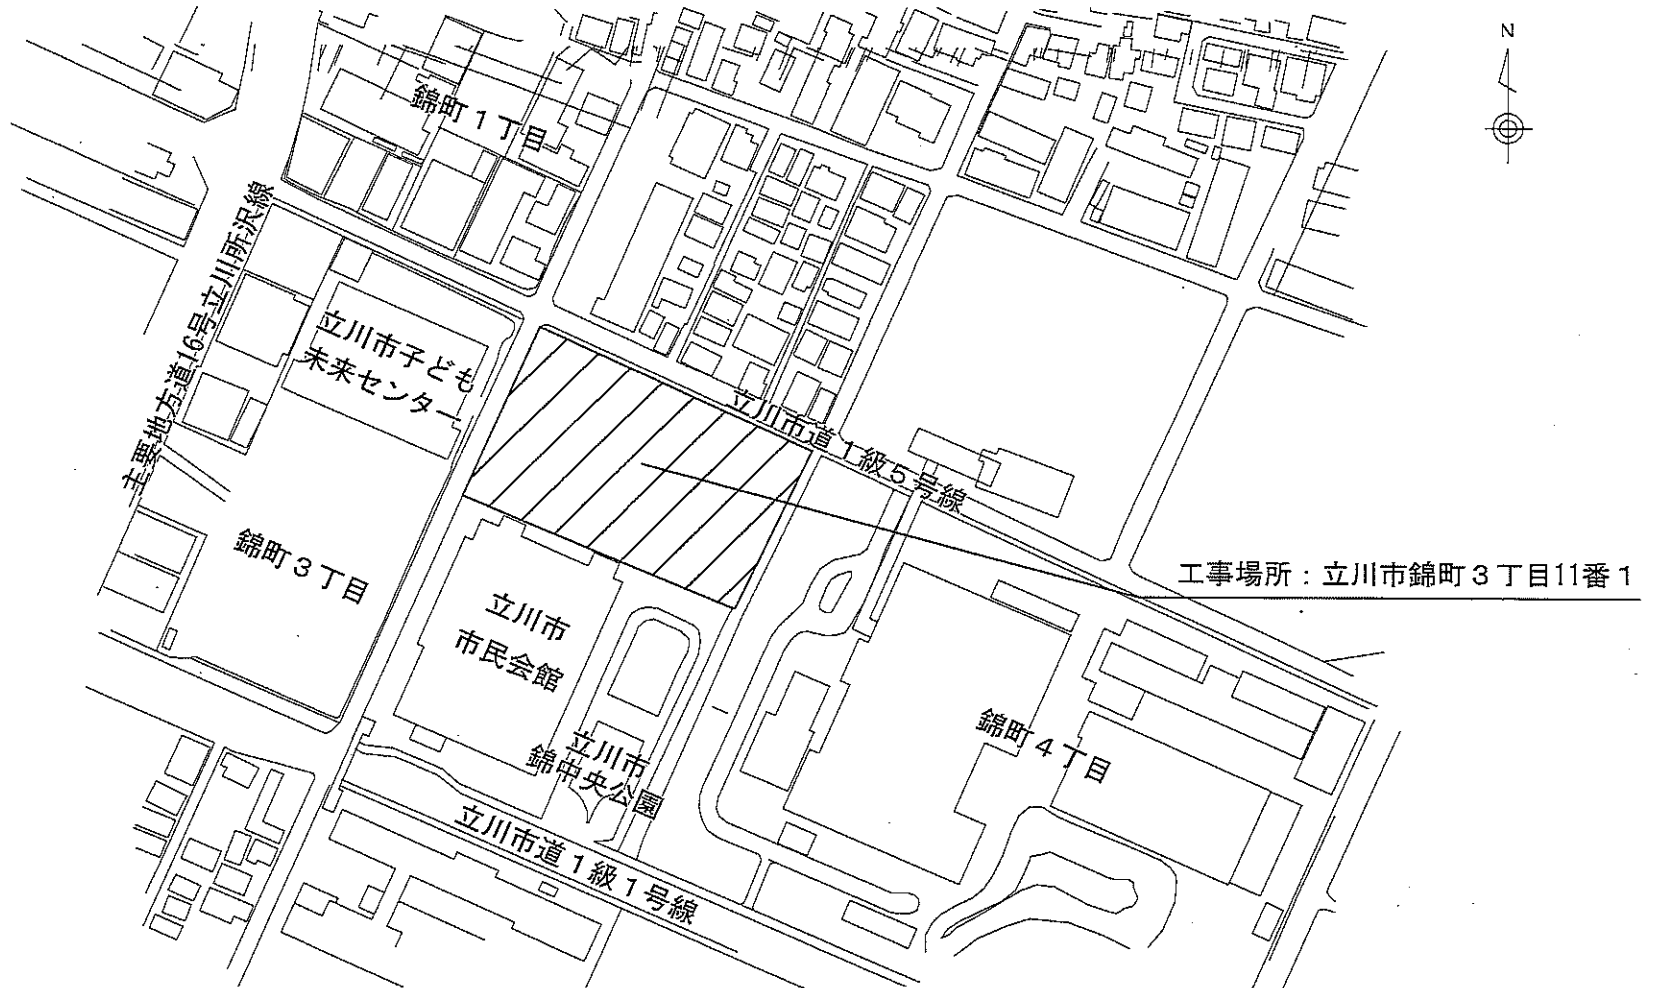 N
錦町1丁目
主要地方道16号立川所沢線
立川市子ども
未来センター
立川市道1級5号線
錦町3丁目
工事場所：立川市錦町3丁目11番1
立川市
市民会館
錦町4丁目
立川市
錦中央公園
立川市道1級1号線